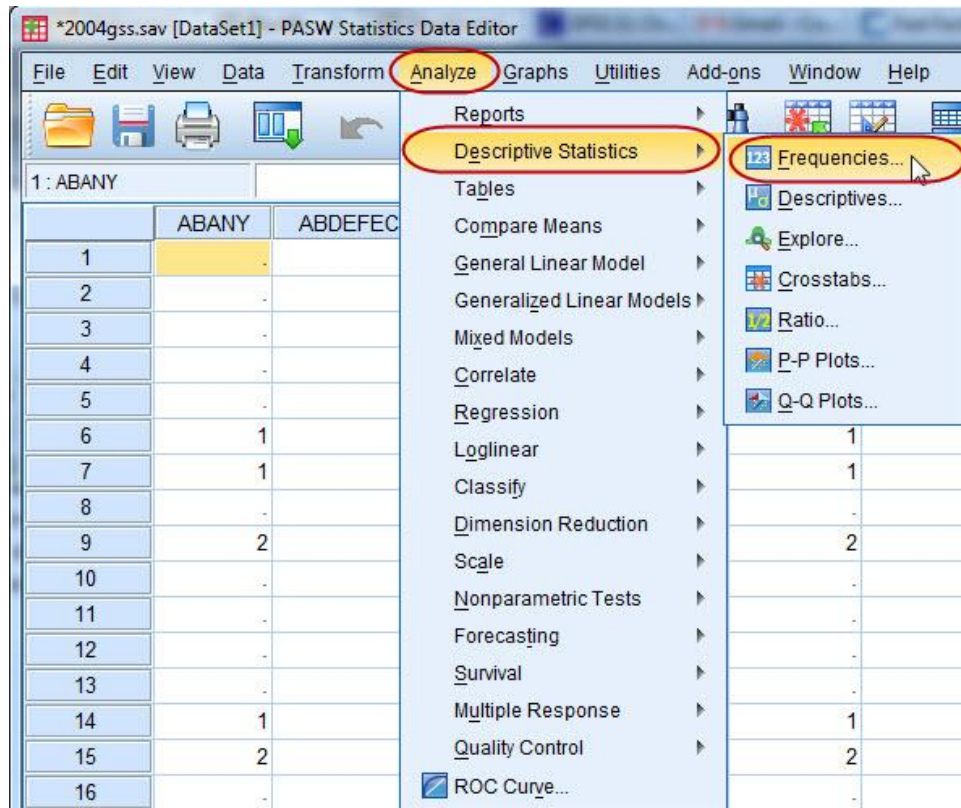 *2004gss.sav [DataSet1] - PASW Statistics Data Editor
File Edit View Data Transform Analyze Graphs Utilities Add-ons Window Help
Reports
Descriptive Statistics
Tables
Compare Means
General Linear Model
Generalized Linear Models
Mixed Models
Correlate
Regression
Loglinear
Classify
Dimension Reduction
Scale
Nonparametric Tests
Forecasting
Survival
Multiple Response
Quality Control
ROC Curve...
123 Frequencies...
Descriptives...
Explore...
Crosstabs...
1/2 Ratio...
P-P Plots...
Q-Q Plots...
1 : ABANY
ABANY ABDEFEC
1 .
2 .
3 .
4 .
5 .
6 1 1
7 1 1
8 . .
9 2 2
10 . .
11 . .
12 . .
13 . .
14 1 1
15 2 2
16 . .